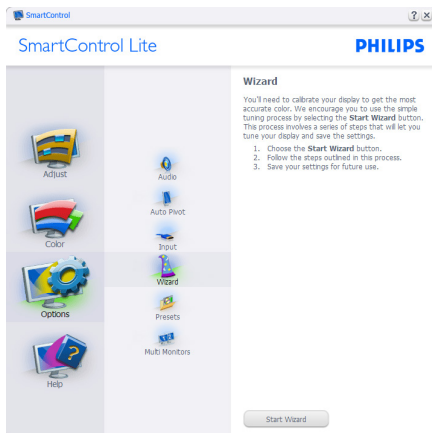 SmartControl
? X
SmartControl Lite
PHILIPS
Adjust
Color
Options
Help
Audio
Auto Pivot
Input
Wizard
Presets
Multi Monitors
Wizard
You'll need to calibrate your display to get the most
accurate color. We encourage you to use the simple
tuning process by selecting the Start Wizard button.
This process involves a series of steps that will let you
tune your display and save the settings.
1. Choose the Start Wizard button.
2. Follow the steps outlined in this process.
3. Save your settings for future use.
Start Wizard